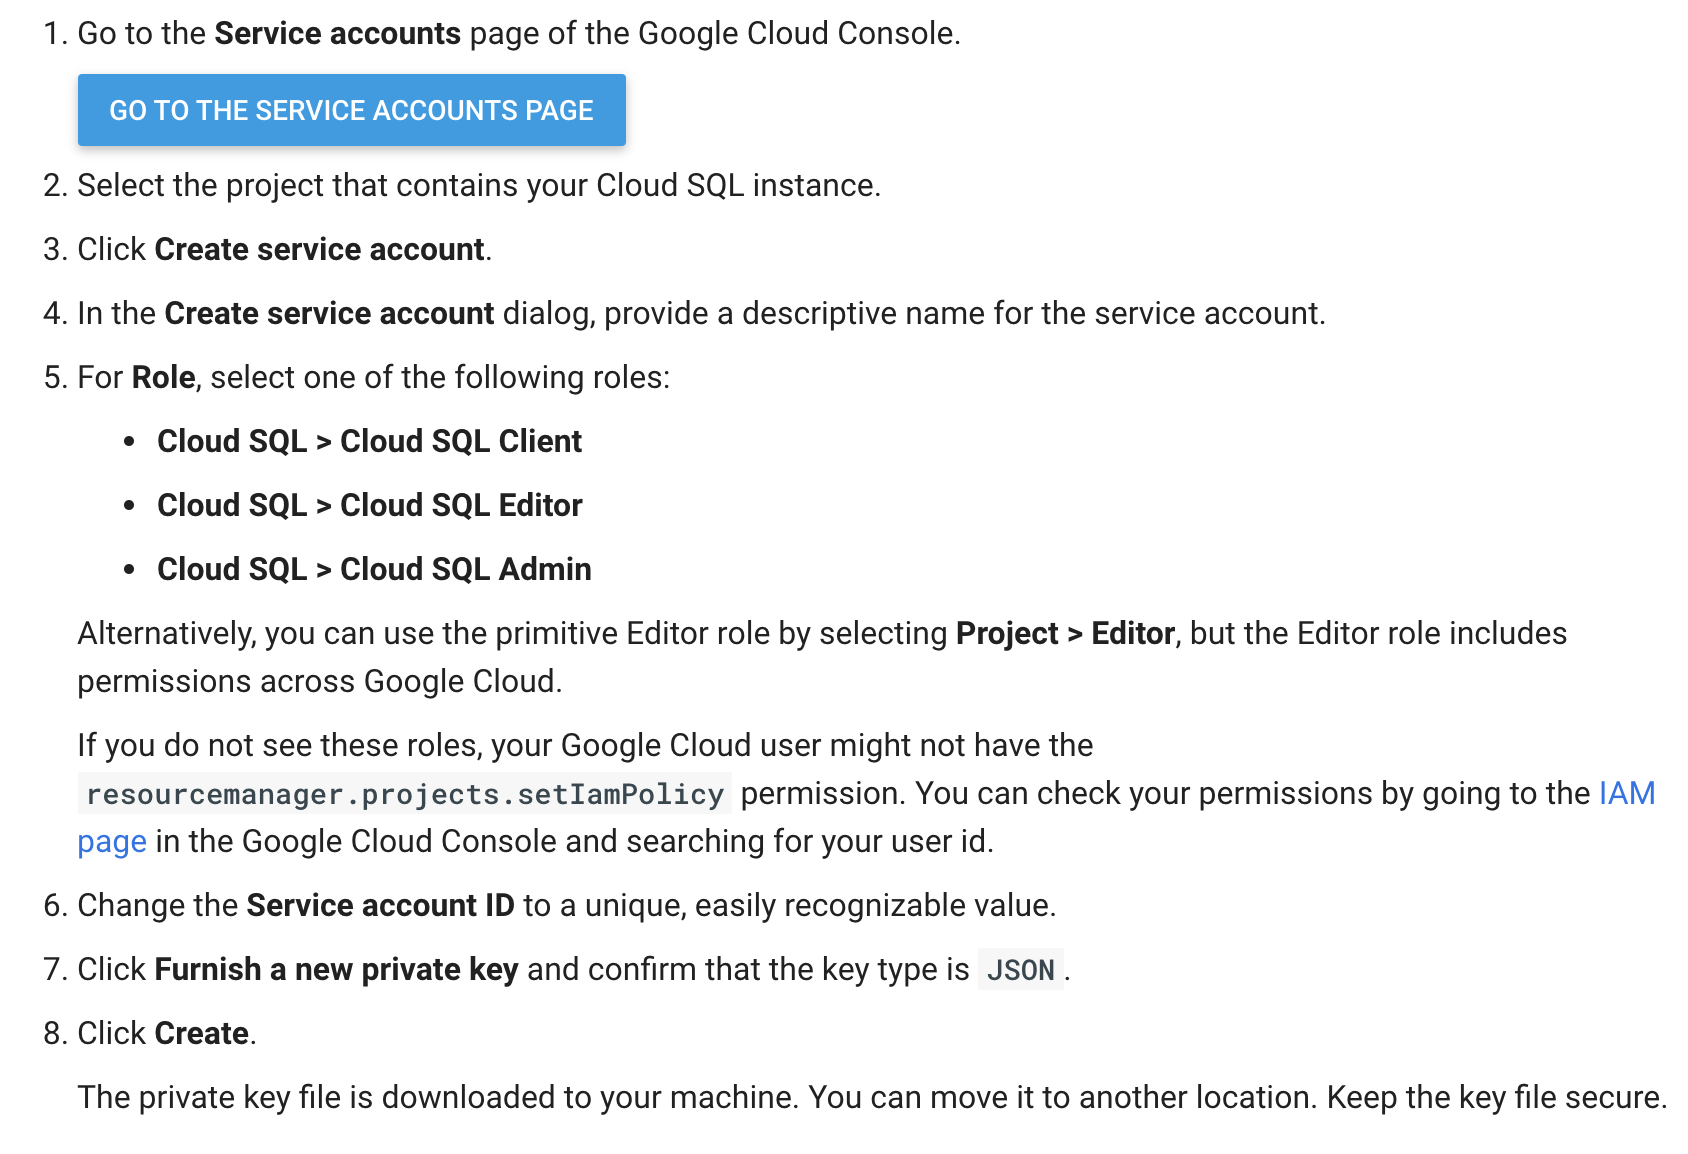 1. Go to the Service accounts page of the Google Cloud Console.
GO TO THE SERVICE ACCOUNTS PAGE
2. Select the project that contains your Cloud SQL instance.
3. Click Create service account.
4. In the Create service account dialog, provide a descriptive name for the service account.
5. For Role, select one of the following roles:
• Cloud SQL > Cloud SQL Client
• Cloud SQL > Cloud SQL Editor
• Cloud SQL > Cloud SQL Admin
Alternatively, you can use the primitive Editor role by selecting Project > Editor, but the Editor role includes
permissions across Google Cloud.
If you do not see these roles, your Google Cloud user might not have the
resourcemanager.projects.setIamPolicy permission. You can check your permissions by going to the IAM
page in the Google Cloud Console and searching for your user id.
6. Change the Service account ID to a unique, easily recognizable value.
7. Click Furnish a new private key and confirm that the key type is JSON.
8. Click Create.
The private key file is downloaded to your machine. You can move it to another location. Keep the key file secure.